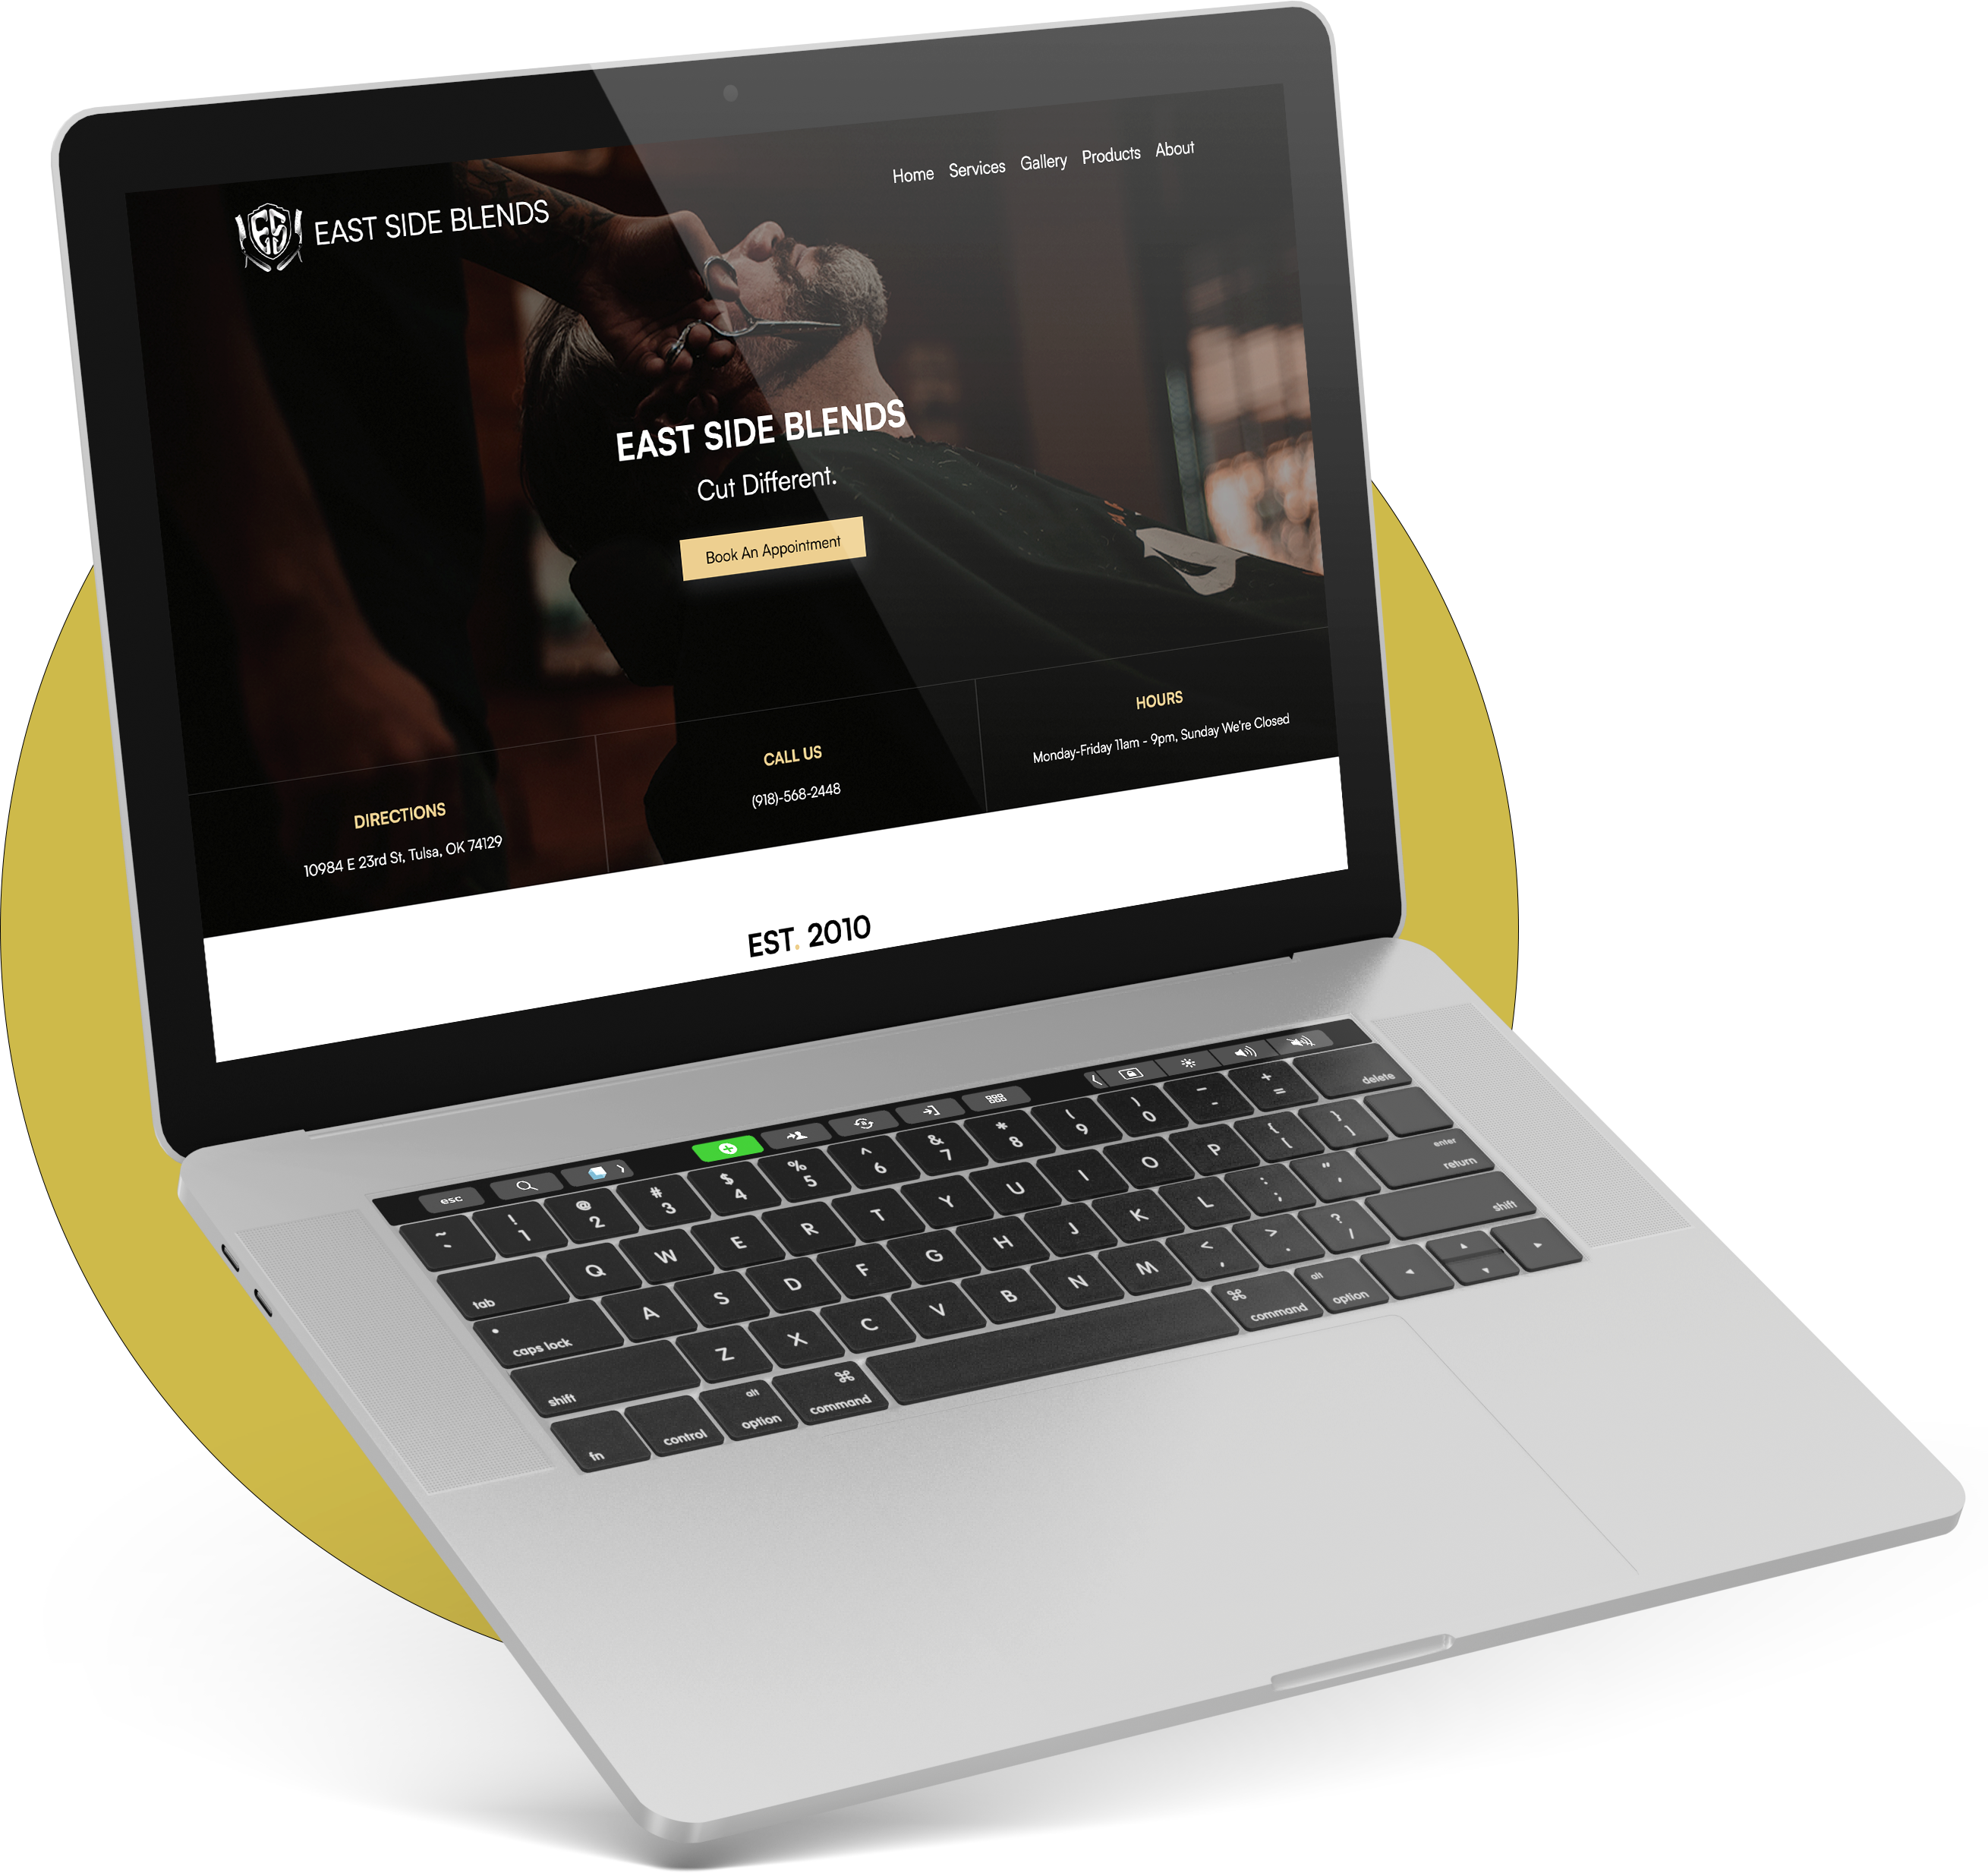 Home Services Gallery Products About
EAST SIDE BLENDS
EAST SIDE BLENDS
Cut Different.
Book An Appointment
DIRECTIONS
10984 E 23rd St, Tulsa, OK 74129
CALL US
(918)-568-2448
HOURS
Monday-Friday 11am - 9pm, Sunday We're Closed
EST. 2010
esc
~ ! @ # $ % ^ & * ( ) _ +
` 1 2 3 4 5 6 7 8 9 0 - = delete
tab Q W E R T Y U I O P { [ } ]
caps lock A S D F G H J K L : ; " ' enter return
shift Z X C V B N M < , > . ? / shift
fn control alt option ⌘ command ⌘ command alt option